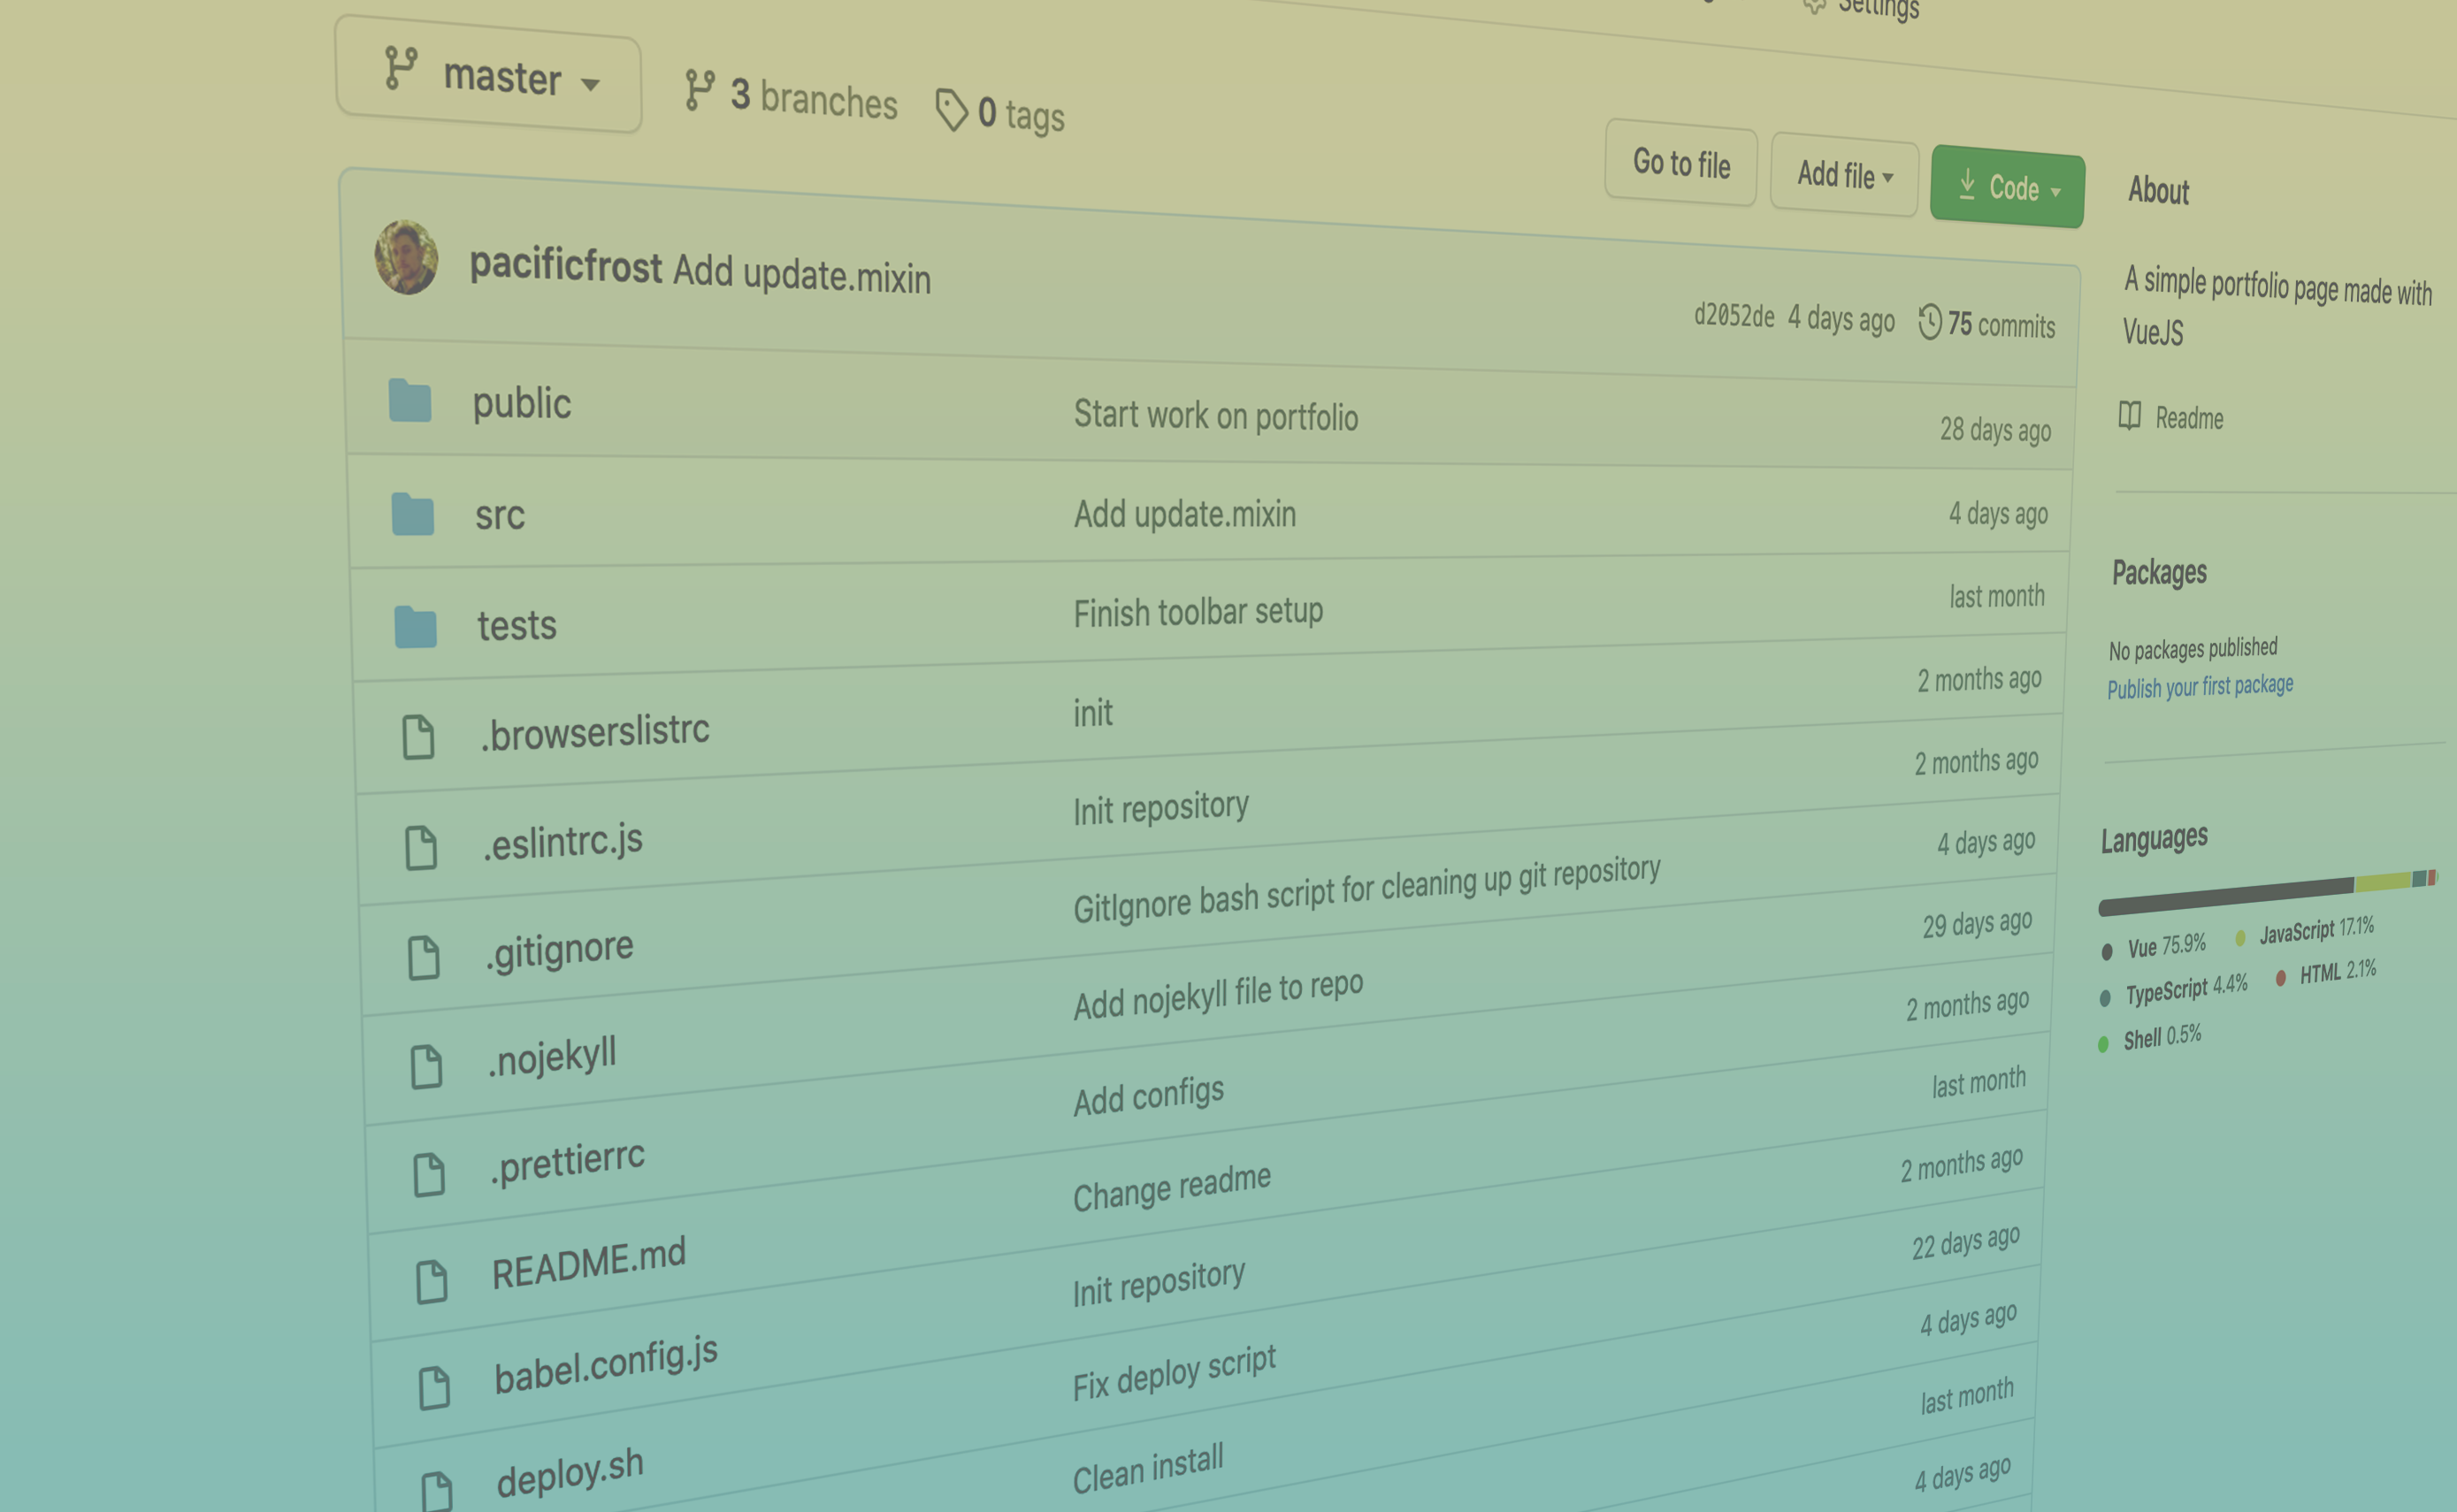 Settings
master
3 branches
0 tags
Go to file
Add file
Code
pacificfrost Add update.mixin
d2052de 4 days ago 75 commits
public Start work on portfolio 28 days ago
src Add update.mixin 4 days ago
tests Finish toolbar setup last month
.browserslistrc init 2 months ago
.eslintrc.js Init repository 2 months ago
.gitignore GitIgnore bash script for cleaning up git repository 4 days ago
.nojekyll Add nojekyll file to repo 29 days ago
.prettierrc Add configs 2 months ago
README.md Change readme last month
babel.config.js Init repository 2 months ago
deploy.sh Fix deploy script 22 days ago
Clean install 4 days ago
last month
4 days ago
About
A simple portfolio page made with
VueJS
Readme
Packages
No packages published
Publish your first package
Languages
Vue 75.9% JavaScript 17.1%
TypeScript 4.4% HTML 2.1%
Shell 0.5%